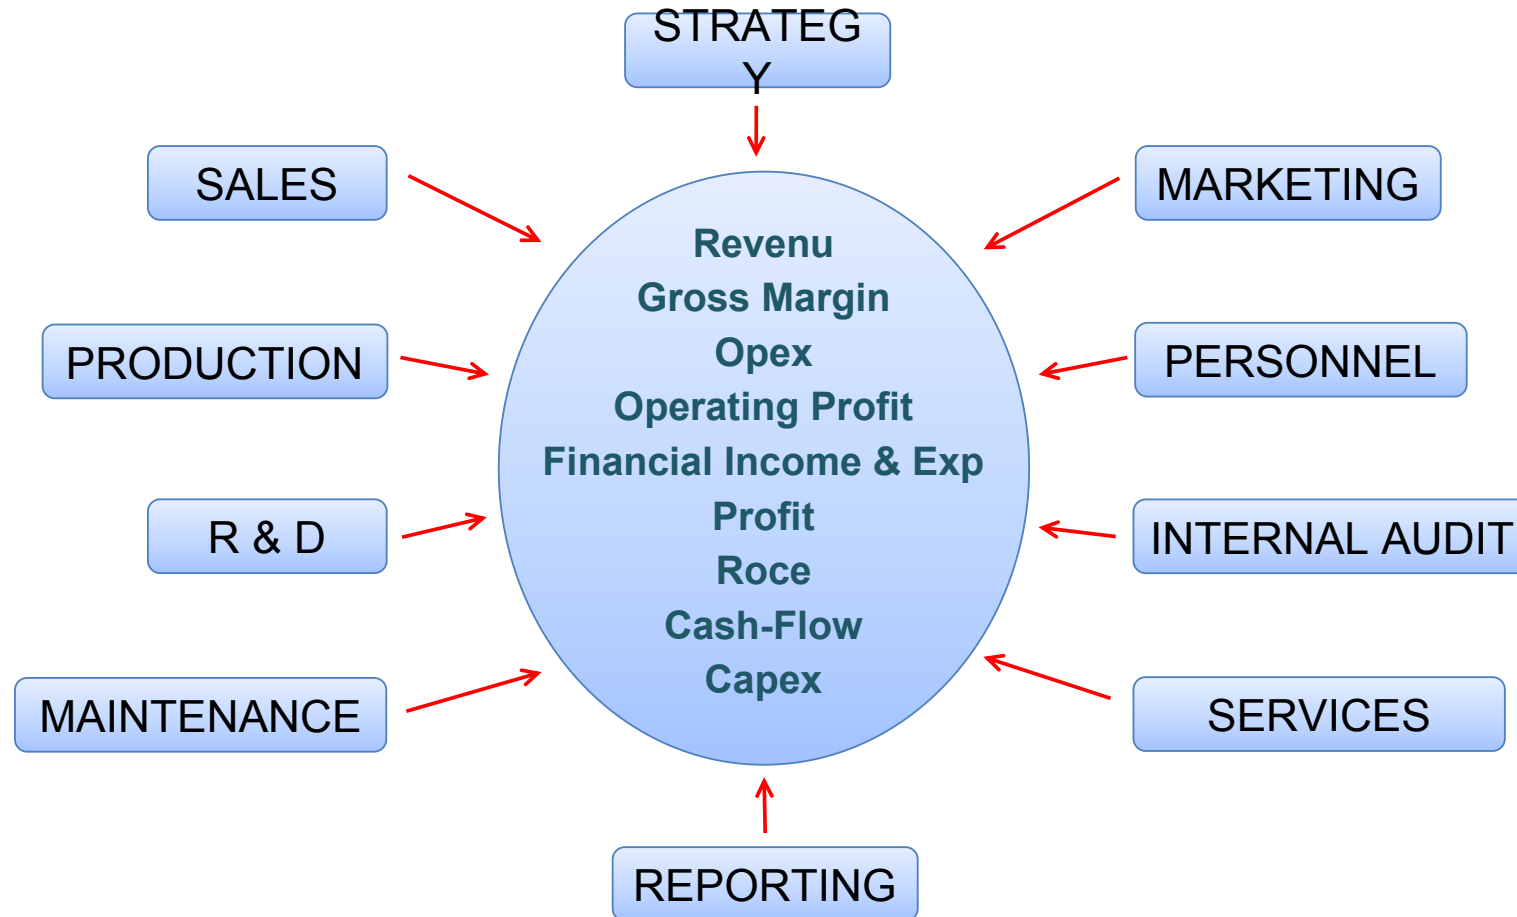 STRATEG
Y
SALES
MARKETING
Revenu
Gross Margin
Opex
Operating Profit
Financial Income & Exp
Profit
Roce
Cash-Flow
Capex
PRODUCTION
PERSONNEL
R & D
INTERNAL AUDIT
MAINTENANCE
SERVICES
REPORTING